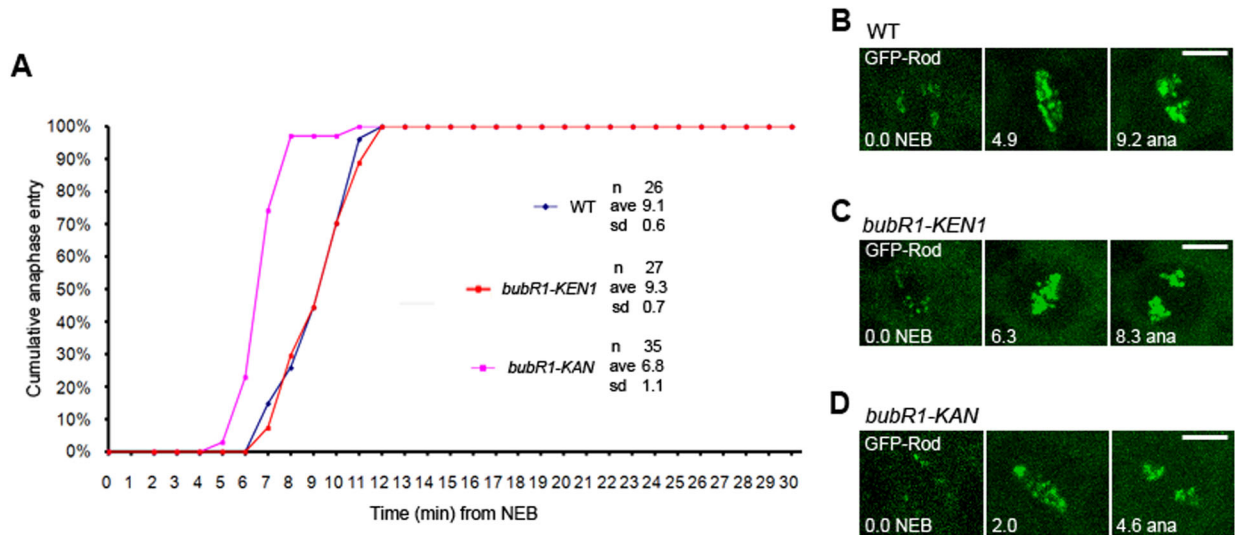 A
100%
90%
80%
70%
60%
50%
40%
30%
20%
10%
0%
Cumulative anaphase entry
0 1 2 3 4 5 6 7 8 9 10 11 12 13 14 15 16 17 18 19 20 21 22 23 24 25 26 27 28 29 30
Time (min) from NEB
WT
n 26
ave 9.1
sd 0.6
bubR1-KEN1
n 27
ave 9.3
sd 0.7
bubR1-KAN
n 35
ave 6.8
sd 1.1
B WT
GFP-Rod
0.0 NEB 4.9 9.2 ana
C bubR1-KEN1
GFP-Rod
0.0 NEB 6.3 8.3 ana
D bubR1-KAN
GFP-Rod
0.0 NEB 2.0 4.6 ana